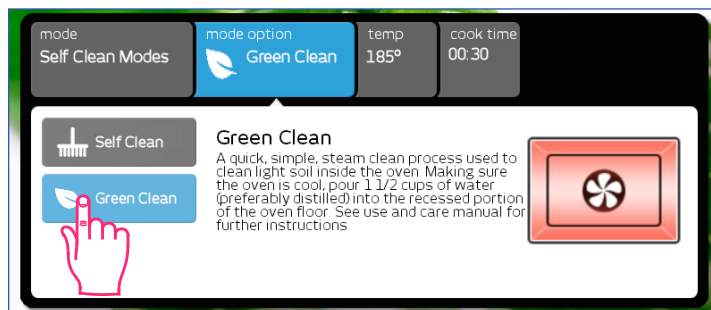 mode
Self Clean Modes
mode option
Green Clean
temp
185°
cook time
00:30
Self Clean
Green Clean
Green Clean
A quick, simple, steam clean process used to
clean light soil inside the oven. Making sure
the oven is cool, pour 1 1/2 cups of water
(preferably distilled) into the recessed portion
of the oven floor. See use and care manual for
further instructions.